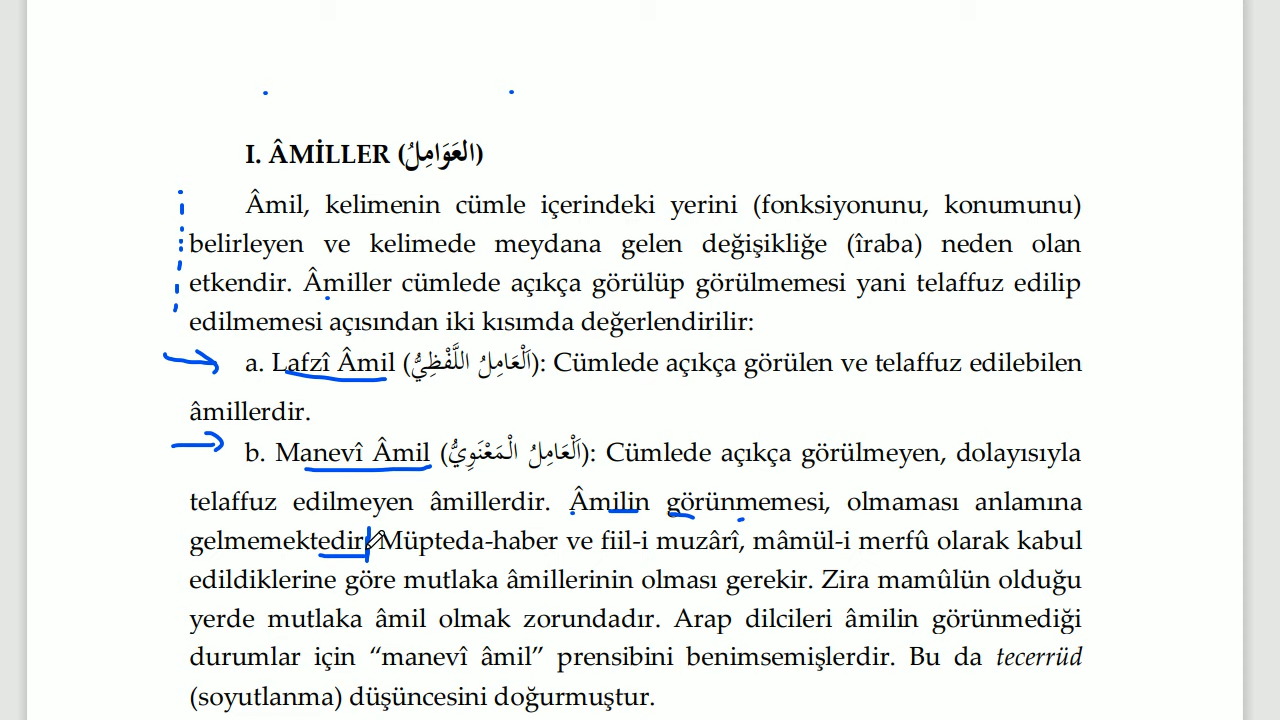 I. ÂMİLLER (العَوَامِلُ)
Âmil, kelimenin cümle içerindeki yerini (fonksiyonunu, konumunu)
belirleyen ve kelimede meydana gelen değişikliğe (îraba) neden olan
etkendir. Âmiller cümlede açıkça görülüp görülmemesi yani telaffuz edilip
edilmemesi açısından iki kısımda değerlendirilir:
a. Lafzî Âmil (اَلْعَامِلُ اللَّفْظِيُّ): Cümlede açıkça görülen ve telaffuz edilebilen
âmillerdir.
b. Manevî Âmil (اَلْعَامِلُ الْمَعْنَوِيُّ): Cümlede açıkça görülmeyen, dolayısıyla
telaffuz edilmeyen âmillerdir. Âmilin görünmemesi, olmaması anlamına
gelmemektedir. Müpteda-haber ve fiil-i muzârî, mâmül-i merfû olarak kabul
edildiklerine göre mutlaka âmillerinin olması gerekir. Zira mamûlün olduğu
yerde mutlaka âmil olmak zorundadır. Arap dilcileri âmilin görünmediği
durumlar için “manevî âmil” prensibini benimsemişlerdir. Bu da tecerrüd
(soyutlanma) düşüncesini doğurmuştur.